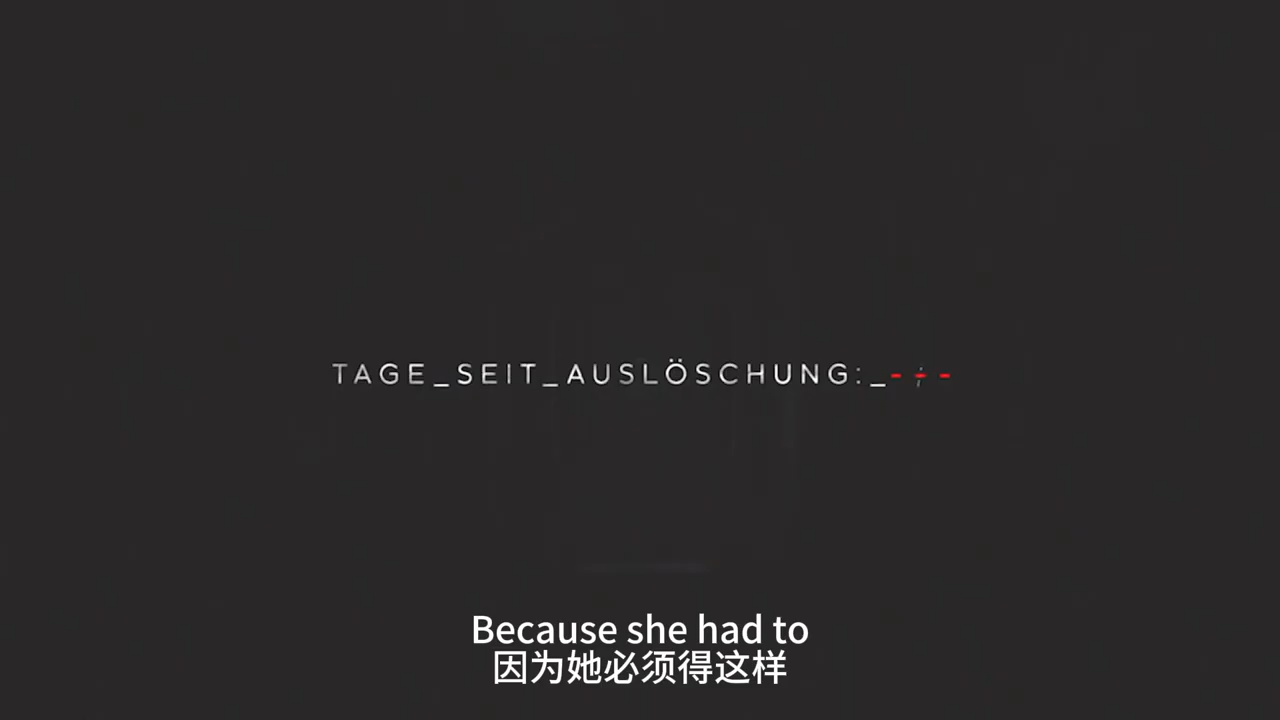 TAGE_SEIT_AUSLÖSCHUNG:_---
Because she had to
因为她必须得这样